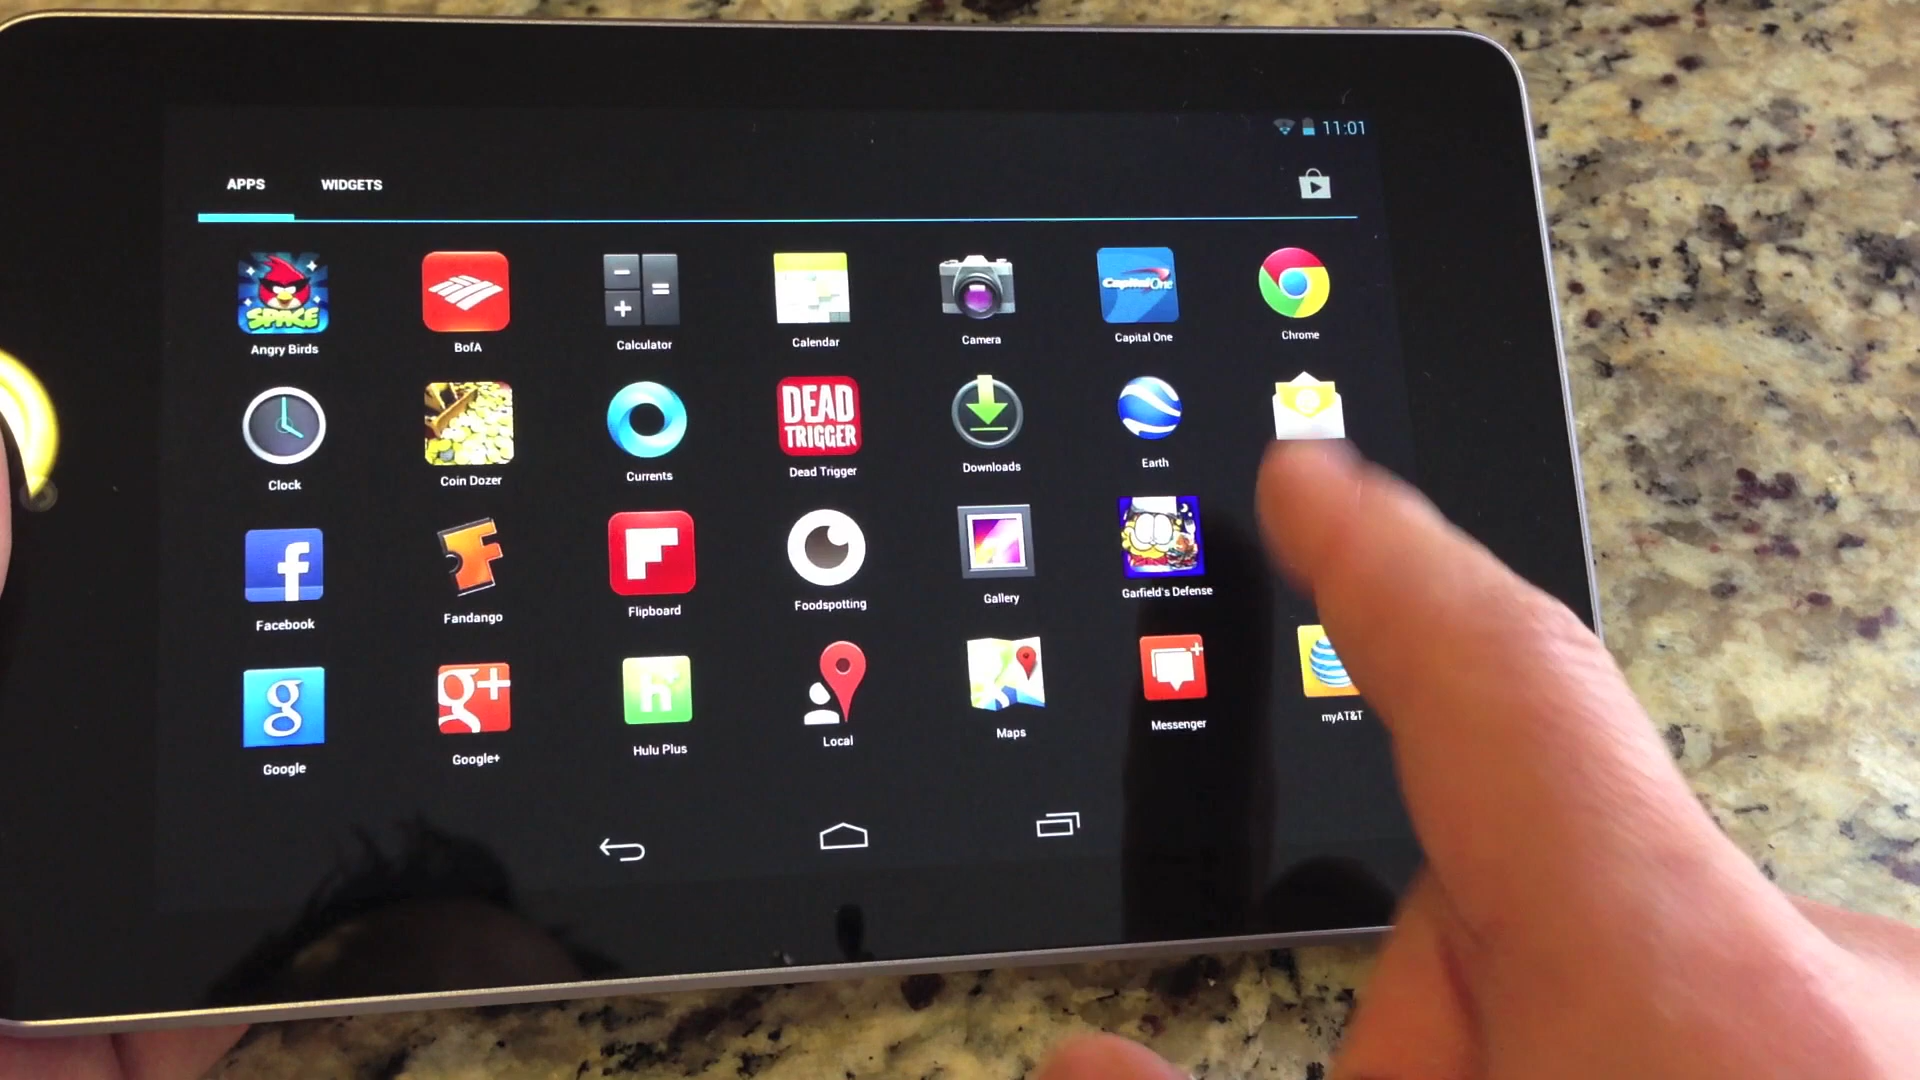 11:01
APPS WIDGETS
SPACE
CapitalOne
Angry Birds BofA Calculator Calendar Camera Capital One Chrome
DEAD
TRIGGER
Clock Coin Dozer Currents Dead Trigger Downloads Earth
Facebook Fandango Flipboard Foodspotting Gallery Garfield's Defense
g g+ h
Google Google+ Hulu Plus Local Maps Messenger myAT&T